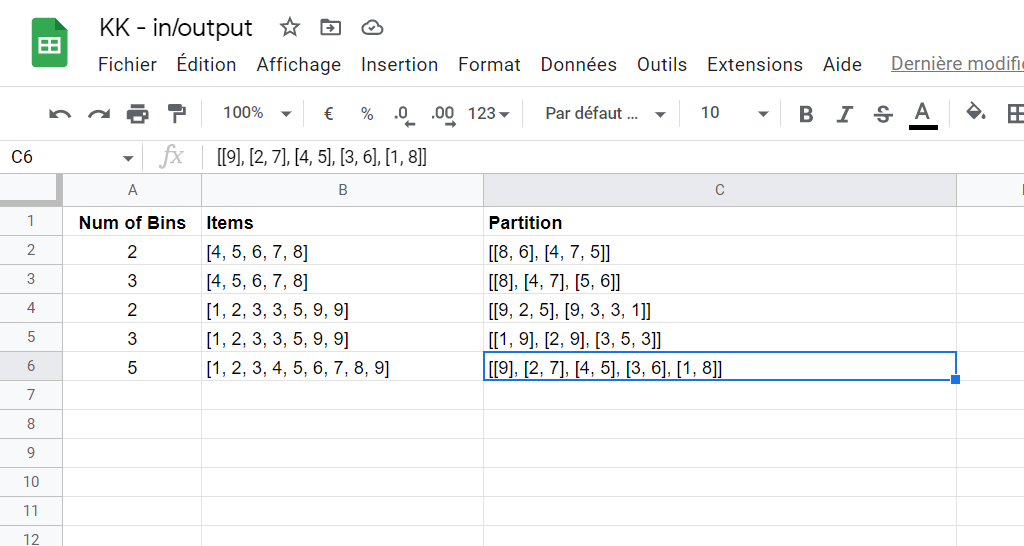 KK - in/output
Fichier Édition Affichage Insertion Format Données Outils Extensions Aide Dernière modific
100% € % .0 .00 123 Par défaut ... 10 B I S A
C6 fx [[9], [2, 7], [4, 5], [3, 6], [1, 8]]
A B C
1 Num of Bins Items Partition
2 2 [4, 5, 6, 7, 8] [[8, 6], [4, 7, 5]]
3 3 [4, 5, 6, 7, 8] [[8], [4, 7], [5, 6]]
4 2 [1, 2, 3, 3, 5, 9, 9] [[9, 2, 5], [9, 3, 3, 1]]
5 3 [1, 2, 3, 3, 5, 9, 9] [[1, 9], [2, 9], [3, 5, 3]]
6 5 [1, 2, 3, 4, 5, 6, 7, 8, 9] [[9], [2, 7], [4, 5], [3, 6], [1, 8]]
7
8
9
10
11
12